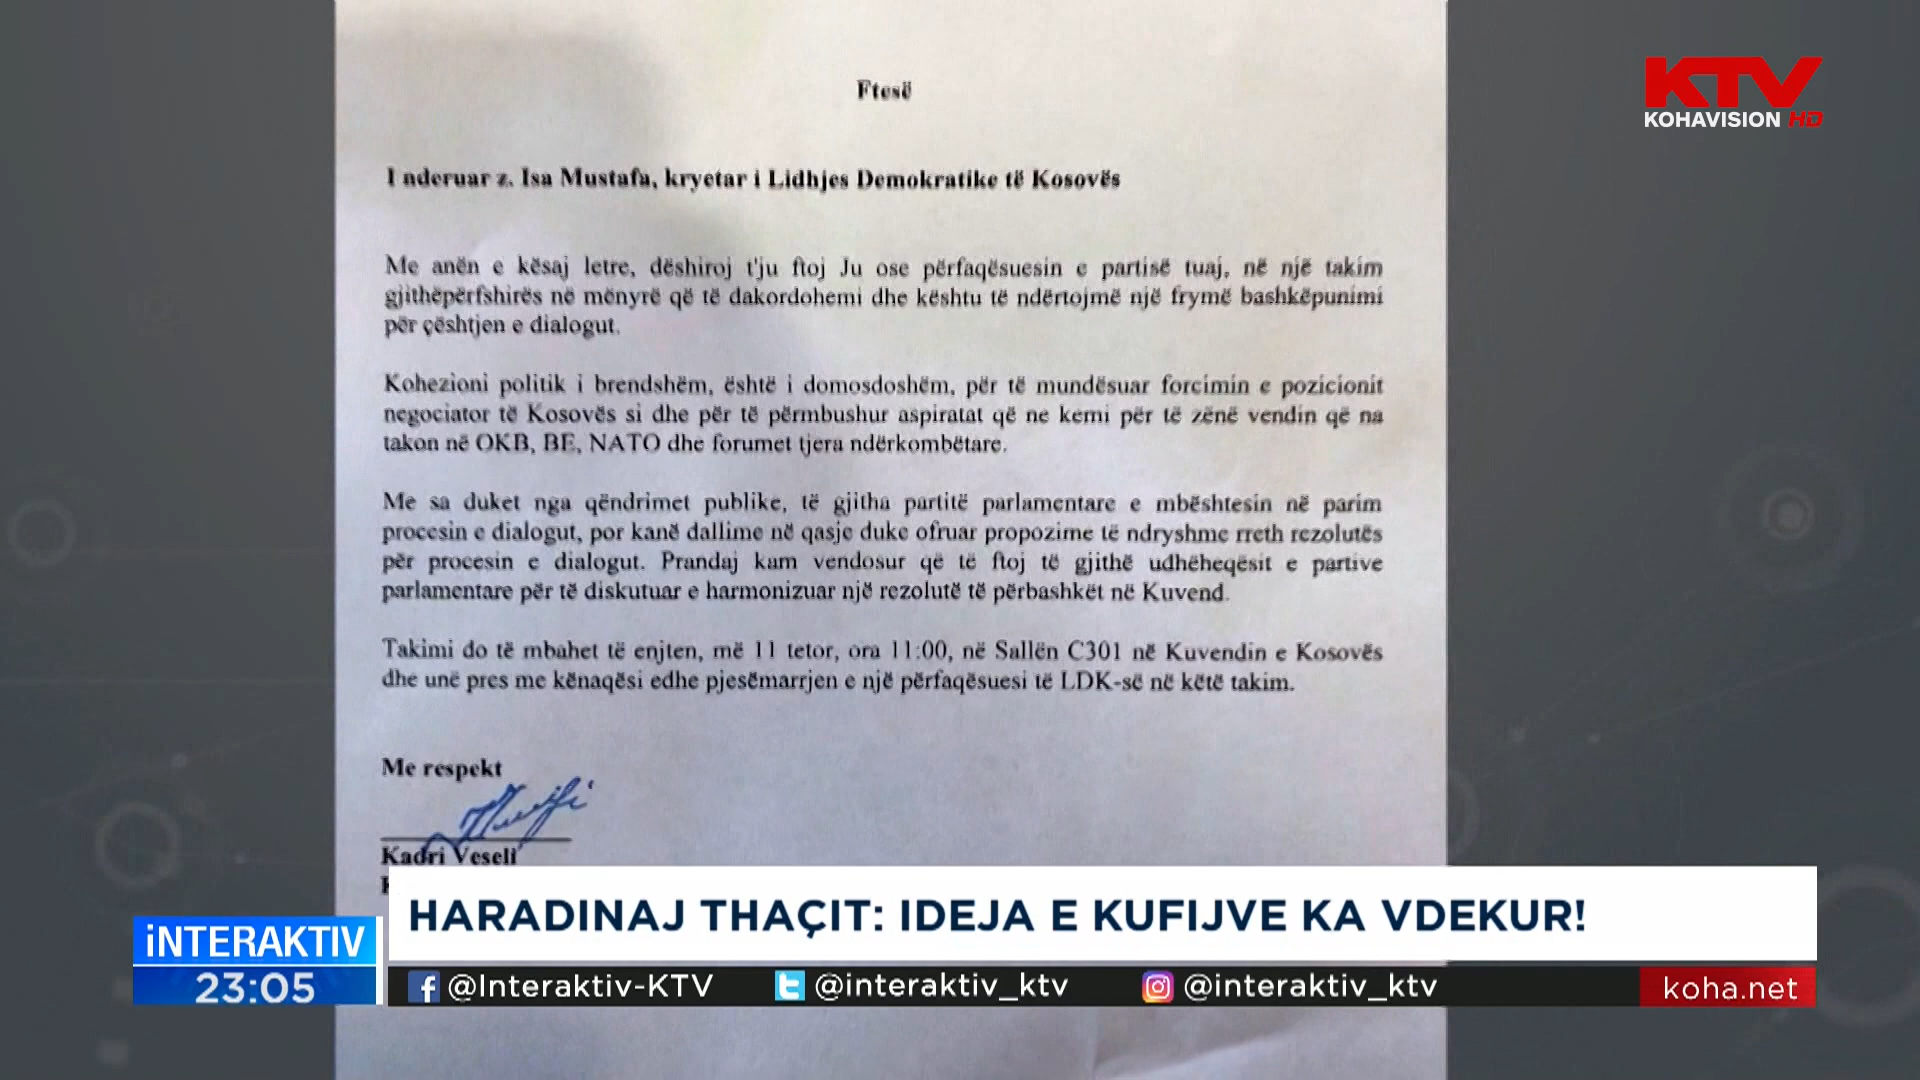 KTV
KOHAVISION HD
Ftesë
I nderuar z. Isa Mustafa, kryetar i Lidhjes Demokratike të Kosovës
Me anën e kësaj letre, dëshiroj t'ju ftoj Ju ose përfaqësuesin e partisë tuaj, në një takim
gjithëpërfshirës në mënyrë që të dakordohemi dhe kështu të ndërtojmë një frymë bashkëpunimi
për çështjen e dialogut.
Kohezioni politik i brendshëm, është i domosdoshëm, për të mundësuar forcimin e pozicionit
negociator të Kosovës si dhe për të përmbushur aspiratat që ne kemi për të zënë vendin që na
takon në OKB, BE, NATO dhe forumet tjera ndërkombëtare.
Me sa duket nga qëndrimet publike, të gjitha partitë parlamentare e mbështesin në parim
procesin e dialogut, por kanë dallime në qasje duke ofruar propozime të ndryshme rreth rezolutës
për procesin e dialogut. Prandaj kam vendosur që të ftoj të gjithë udhëheqësit e partive
parlamentare për të diskutuar e harmonizuar një rezolutë të përbashkët në Kuvend.
Takimi do të mbahet të enjten, më 11 tetor, ora 11:00, në Sallën C301 në Kuvendin e Kosovës
dhe unë pres me kënaqësi edhe pjesëmarrjen e një përfaqësuesi të LDK-së në këtë takim.
Me respekt
Kadri Veseli
HARADINAJ THAÇIT: IDEJA E KUFIJVE KA VDEKUR!
iNTERAKTIV
23:05
@Interaktiv-KTV
@interaktiv_ktv
@interaktiv_ktv
koha.net